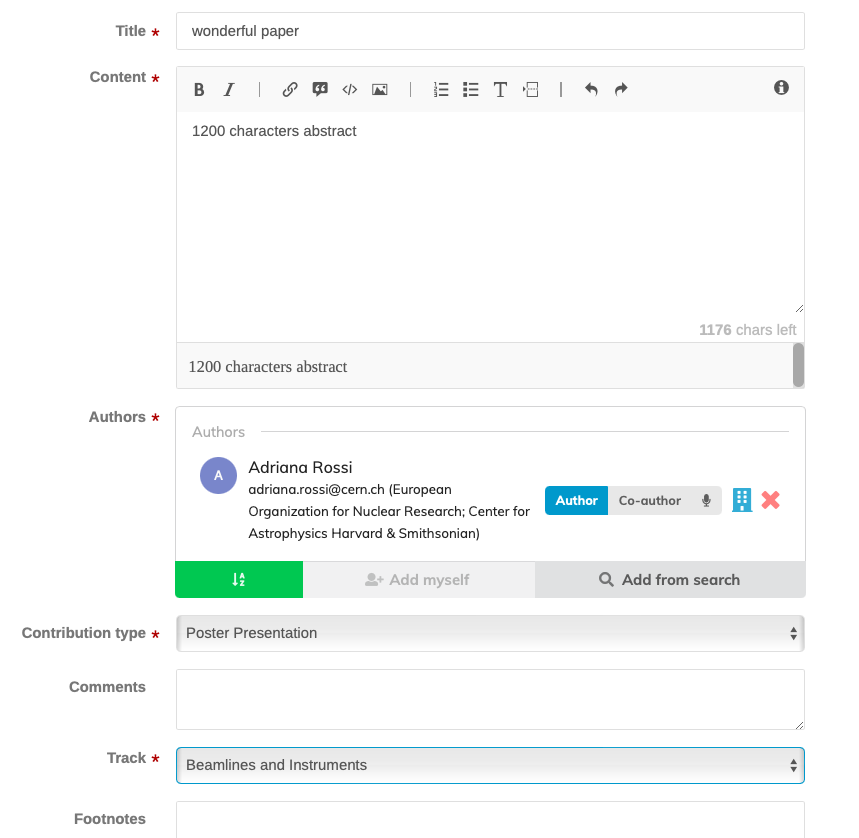 Title *
wonderful paper
Content *
B I | </> | T |
1200 characters abstract
1176 chars left
1200 characters abstract
Authors *
Authors
A
Adriana Rossi
adriana.rossi@cern.ch (European
Organization for Nuclear Research; Center for
Astrophysics Harvard & Smithsonian)
Author Co-author
Add myself
Add from search
Contribution type *
Poster Presentation
Comments
Track *
Beamlines and Instruments
Footnotes